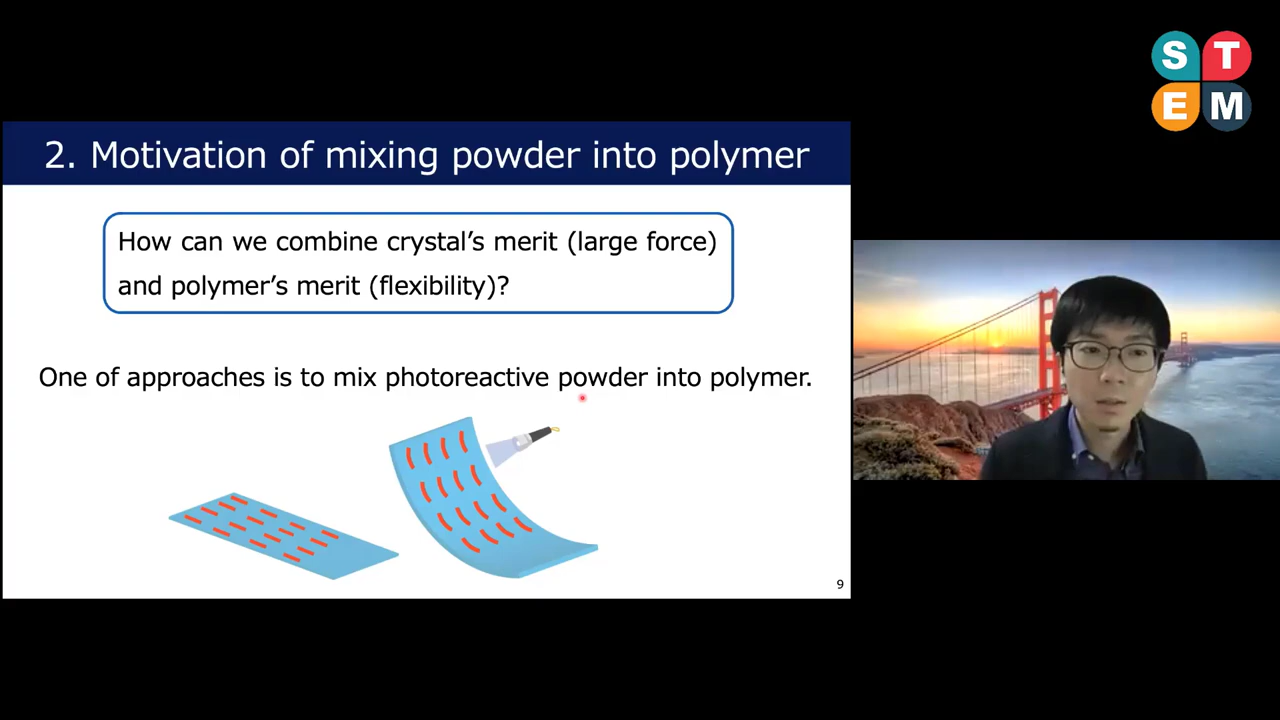 2. Motivation of mixing powder into polymer
How can we combine crystal’s merit (large force)
and polymer’s merit (flexibility)?
One of approaches is to mix photoreactive powder into polymer.
9
S T
E M